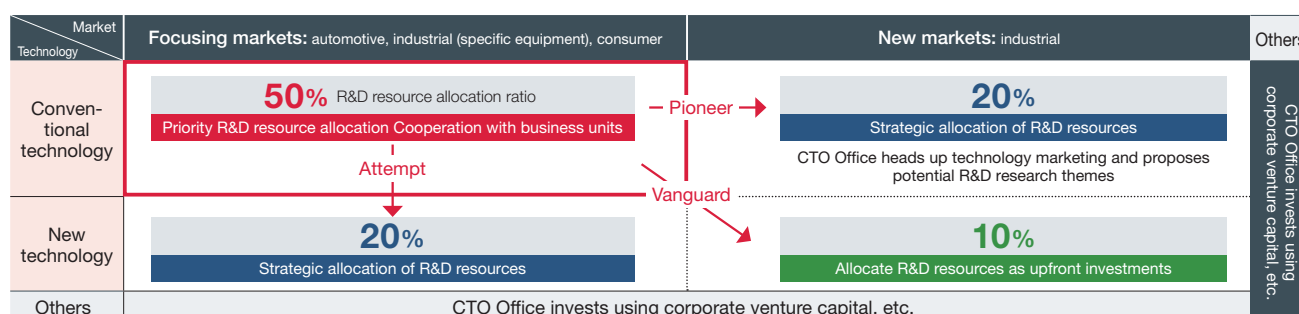 Market
Technology
Focusing markets: automotive, industrial (specific equipment), consumer
New markets: industrial
Others
Conven-
tional
technology
50% R&D resource allocation ratio
Priority R&D resource allocation Cooperation with business units
Pioneer
20%
Strategic allocation of R&D resources
CTO Office heads up technology marketing and proposes
potential R&D research themes
Attempt
Vanguard
New
technology
20%
Strategic allocation of R&D resources
10%
Allocate R&D resources as upfront investments
CTO Office invests using
corporate venture capital, etc.
Others
CTO Office invests using corporate venture capital, etc.